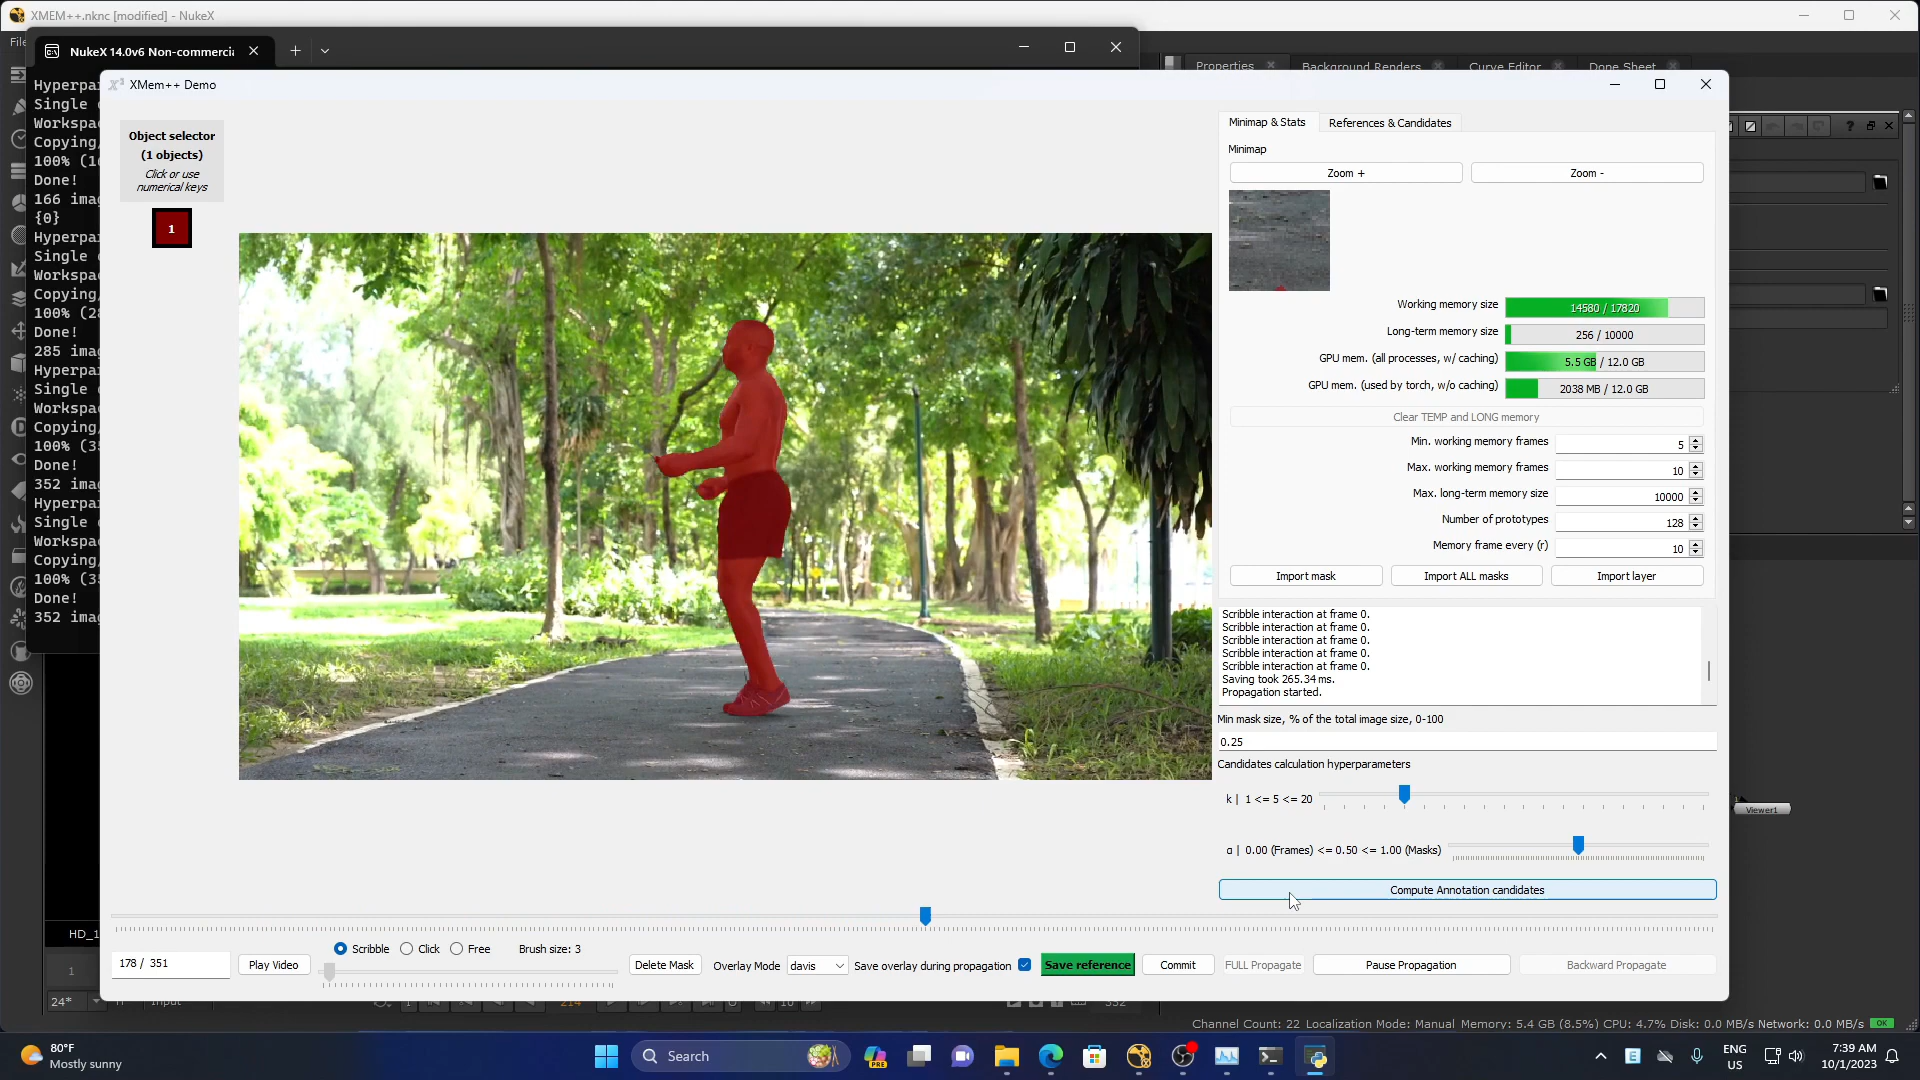 XMEM++.nknc [modified] - NukeX
File
NukeX 14.0v6 Non-commercia
Properties
Background Renders
Curve Editor
Dope Sheet
XMem++ Demo
Hyperpa
Single
Workspa
Copying
100% (1
Done!
166 imag
{0}
Hyperpa
Single
Workspa
Copying
100% (28
Done!
285 imag
Hyperpa
Single
Workspa
Copying
100% (35
Done!
352 imag
Hyperpa
Single
Workspa
Copying
100% (35
Done!
352 imag
Object selector
(1 objects)
Click or use
numerical keys
1
Minimap & Stats
References & Candidates
Minimap
Zoom +
Zoom -
Working memory size 14580 / 17820
Long-term memory size 256 / 10000
GPU mem. (all processes, w/ caching) 5.5 GB / 12.0 GB
GPU mem. (used by torch, w/o caching) 2038 MB / 12.0 GB
Clear TEMP and LONG memory
Min. working memory frames 5
Max. working memory frames 10
Max. long-term memory size 10000
Number of prototypes 128
Memory frame every (r) 10
Import mask
Import ALL masks
Import layer
Scribble interaction at frame 0.
Scribble interaction at frame 0.
Scribble interaction at frame 0.
Scribble interaction at frame 0.
Scribble interaction at frame 0.
Saving took 265.34 ms.
Propagation started.
Min mask size, % of the total image size, 0-100
0.25
Candidates calculation hyperparameters
k | 1 <= 5 <= 20
α | 0.00 (Frames) <= 0.50 <= 1.00 (Masks)
Compute Annotation candidates
Viewer1
HD_1
178 / 351
Play Video
Scribble
Click
Free
Brush size: 3
Delete Mask
Overlay Mode
davis
Save overlay during propagation
Save reference
Commit
FULL Propagate
Pause Propagation
Backward Propagate
1
24*
Channel Count: 22 Localization Mode: Manual Memory: 5.4 GB (8.5%) CPU: 4.7% Disk: 0.0 MB/s Network: 0.0 MB/s OK
80°F
Mostly sunny
Search
PRE
ENG
US
7:39 AM
10/1/2023